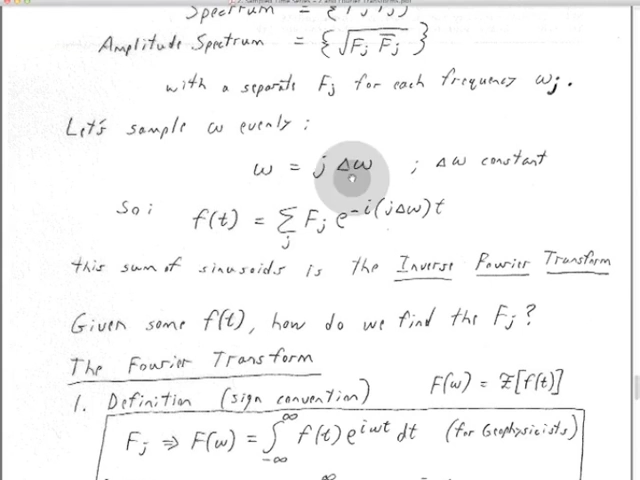 Spectrum = {Fj, F̄j}
Amplitude Spectrum = {√Fj F̄j}
with a separate Fj for each frequency ωj.
Let's sample ω evenly:
ω = j Δω ; Δω constant
So: f(t) = Σj Fj e^-i(jΔω)t
this sum of sinusoids is the Inverse Fourier Transform
Given some f(t), how do we find the Fj?
The Fourier Transform
1. Definition (sign convention) F(ω) = F[f(t)]
Fj ⇒ F(ω) = ∫_-∞^∞ f(t) e^iωt dt (for Geophysicists)